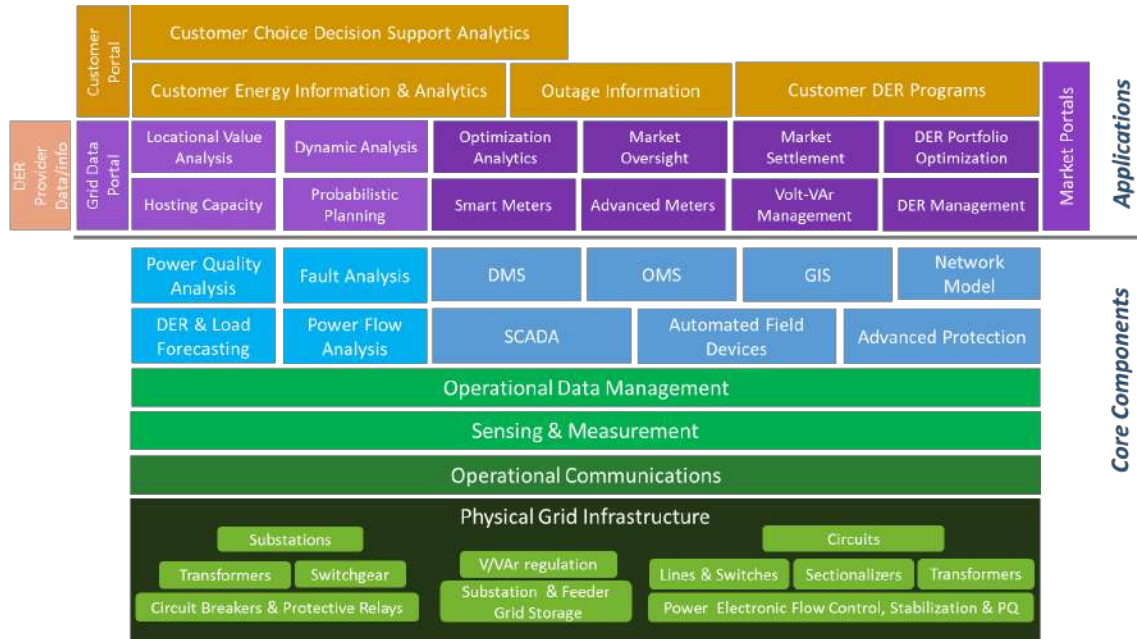 Customer
Portal
Customer Choice Decision Support Analytics
Customer Energy Information & Analytics
Outage Information
Customer DER Programs
Market Portals
Applications
DER
Provider
Data/info
Grid Data
Portal
Locational Value
Analysis
Dynamic Analysis
Optimization
Analytics
Market
Oversight
Market
Settlement
DER Portfolio
Optimization
Hosting Capacity
Probabilistic
Planning
Smart Meters
Advanced Meters
Volt-VAr
Management
DER Management
Core Components
Power Quality
Analysis
Fault Analysis
DMS
OMS
GIS
Network
Model
DER & Load
Forecasting
Power Flow
Analysis
SCADA
Automated Field
Devices
Advanced Protection
Operational Data Management
Sensing & Measurement
Operational Communications
Physical Grid Infrastructure
Substations
Transformers
Switchgear
Circuit Breakers & Protective Relays
V/VAr regulation
Substation & Feeder
Grid Storage
Circuits
Lines & Switches
Sectionalizers
Transformers
Power Electronic Flow Control, Stabilization & PQ